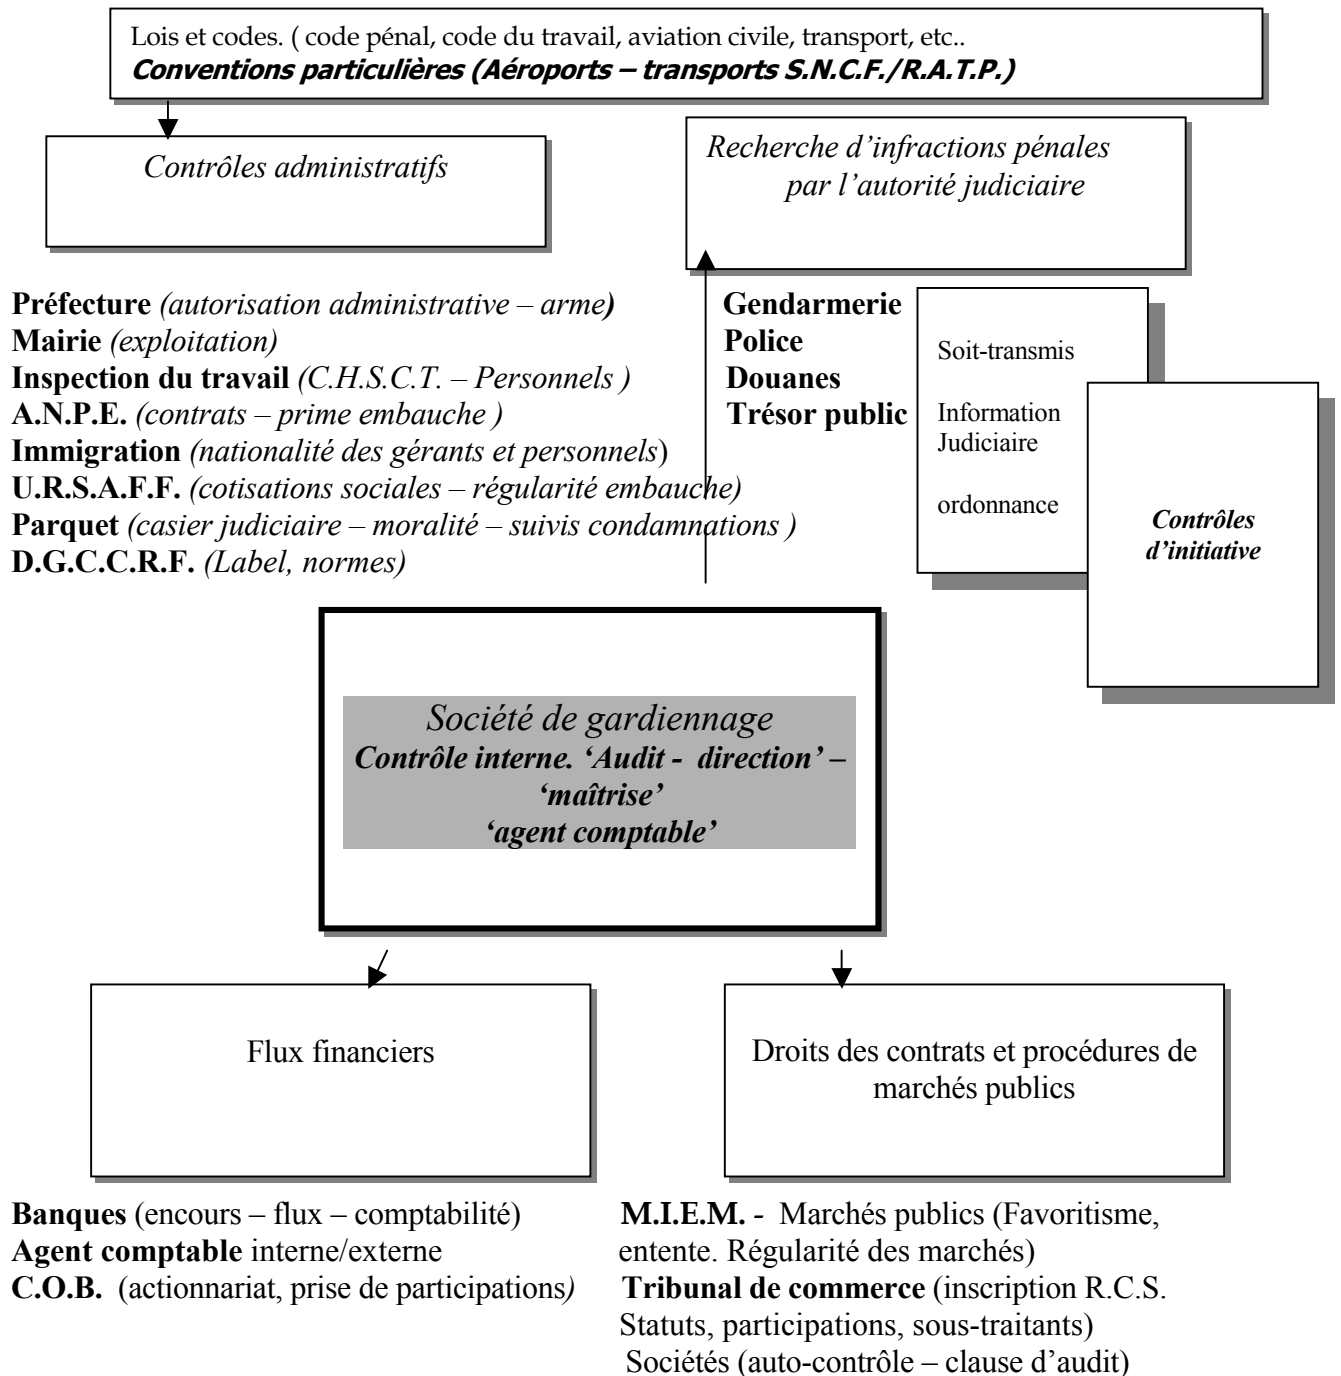 Lois et codes. ( code pénal, code du travail, aviation civile, transport, etc..
Conventions particulières (Aéroports – transports S.N.C.F./R.A.T.P.)
Contrôles administratifs
Recherche d’infractions pénales
par l’autorité judiciaire
Préfecture (autorisation administrative – arme)
Mairie (exploitation)
Inspection du travail (C.H.S.C.T. – Personnels )
A.N.P.E. (contrats – prime embauche )
Immigration (nationalité des gérants et personnels)
U.R.S.A.F.F. (cotisations sociales – régularité embauche)
Parquet (casier judiciaire – moralité – suivis condamnations )
D.G.C.C.R.F. (Label, normes)
Gendarmerie
Police
Douanes
Trésor public
Soit-transmis
Information
Judiciaire
ordonnance
Contrôles
d’initiative
Société de gardiennage
Contrôle interne. ‘Audit - direction’ –
‘maîtrise’
‘agent comptable’
Flux financiers
Droits des contrats et procédures de
marchés publics
Banques (encours – flux – comptabilité)
Agent comptable interne/externe
C.O.B. (actionnariat, prise de participations)
M.I.E.M. - Marchés publics (Favoritisme,
entente. Régularité des marchés)
Tribunal de commerce (inscription R.C.S.
Statuts, participations, sous-traitants)
Sociétés (auto-contrôle – clause d’audit)